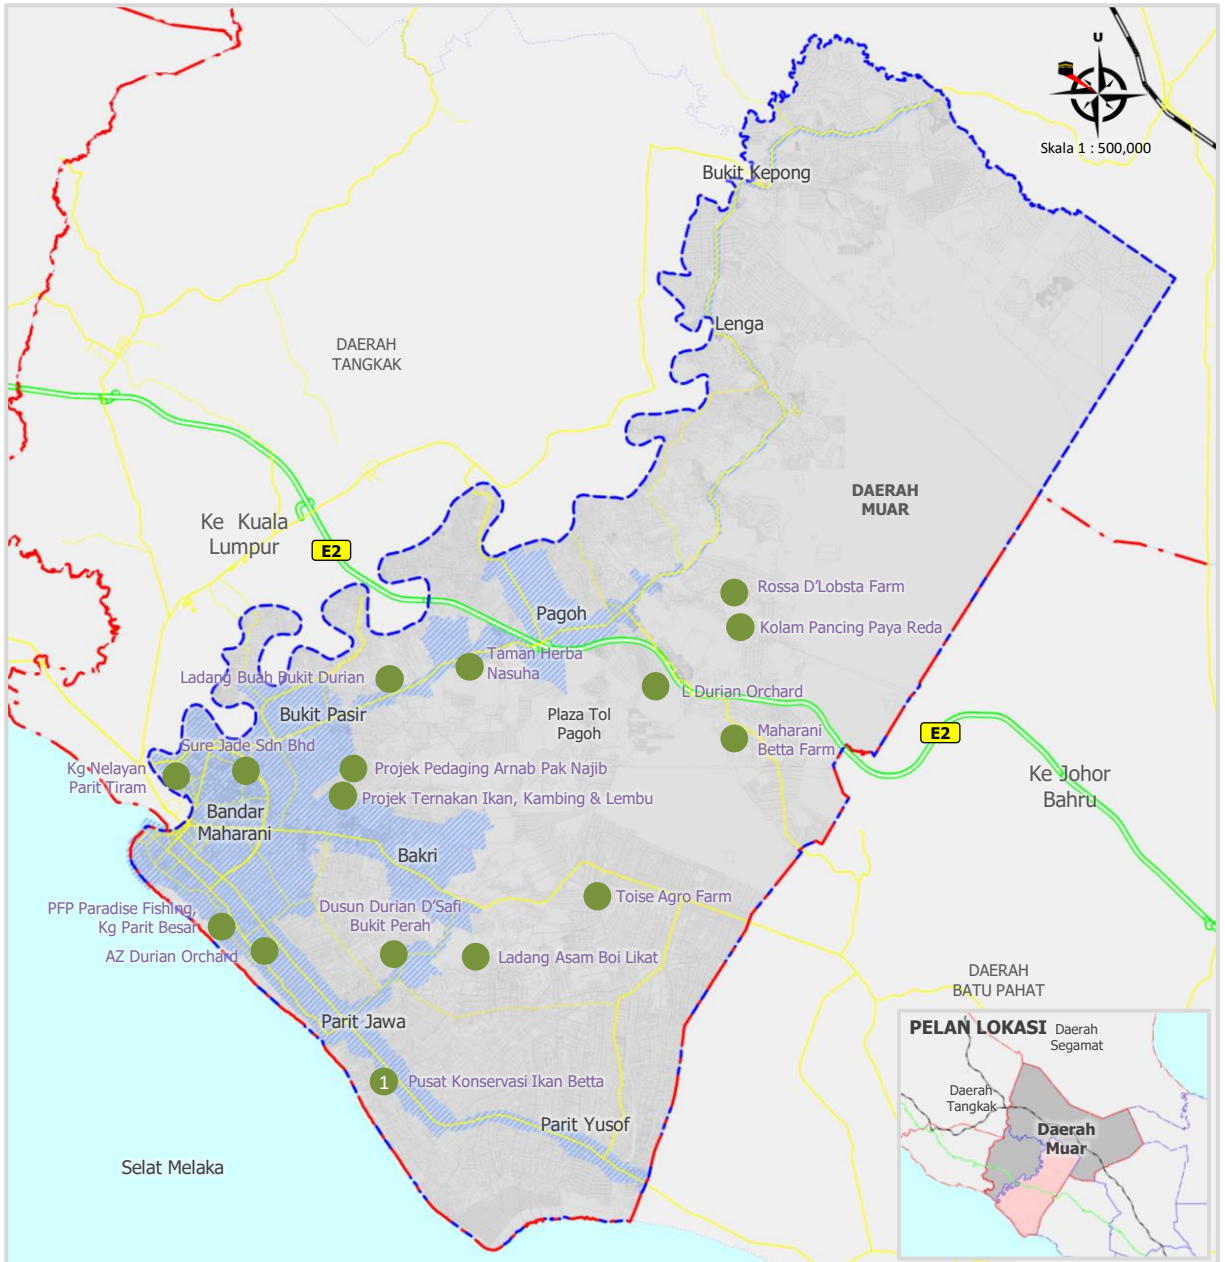 U
Skala 1 : 500,000
Bukit Kepong
Lenga
DAERAH
TANGKAK
DAERAH
MUAR
Ke Kuala
Lumpur
E2
Rossa D'Lobsta Farm
Pagoh
Kolam Pancing Paya Reda
Taman Herba
Nasuha
Ladang Buah Bukit Durian
L Durian Orchard
Bukit Pasir
Plaza Tol
Pagoh
Maharani
Betta Farm
E2
Sure Jade Sdn Bhd
Kg Nelayan
Parit Tiram
Projek Pedaging Arnab Pak Najib
Ke Johor
Bahru
Projek Ternakan Ikan, Kambing & Lembu
Bandar
Maharani
Bakri
Toise Agro Farm
PFP Paradise Fishing,
Kg Parit Besar
Dusun Durian D'Safi
Bukit Perah
AZ Durian Orchard
Ladang Asam Boi Likat
DAERAH
BATU PAHAT
Parit Jawa
1
Pusat Konservasi Ikan Betta
Parit Yusof
Selat Melaka
PELAN LOKASI
Daerah
Segamat
Daerah
Tangkak
Daerah
Muar